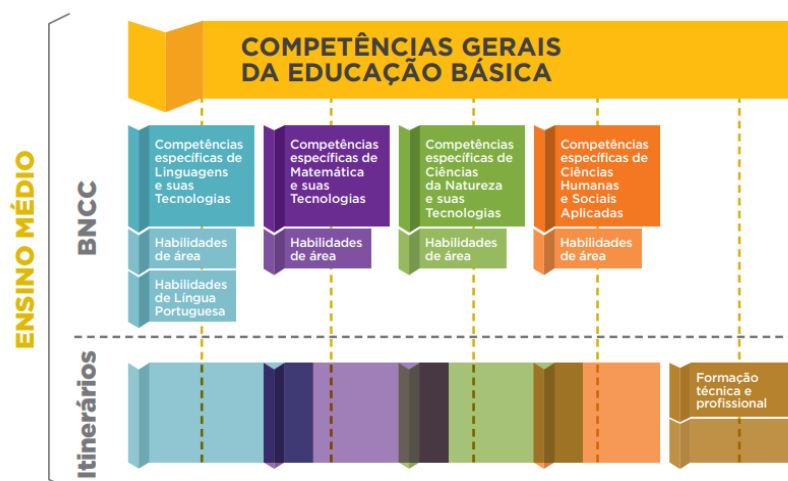 COMPETÊNCIAS GERAIS
DA EDUCAÇÃO BÁSICA
ENSINO MÉDIO
BNCC
Competências
específicas de
Linguagens
e suas
Tecnologias
Habilidades
de área
Habilidades
de Língua
Portuguesa
Competências
específicas de
Matemática
e suas
Tecnologias
Habilidades
de área
Competências
específicas de
Ciências
da Natureza
e suas
Tecnologias
Habilidades
de área
Competências
específicas de
Ciências
Humanas
e Sociais
Aplicadas
Habilidades
de área
Itinerários
Formação
técnica e
profissional